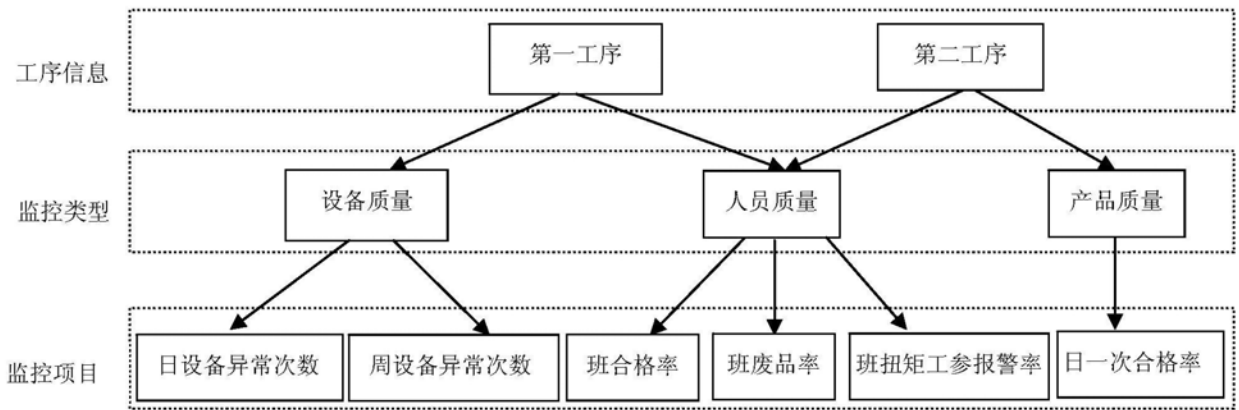 工序信息
第一工序
第二工序
监控类型
设备质量
人员质量
产品质量
监控项目
日设备异常次数
周设备异常次数
班合格率
班废品率
班扭矩工参报警率
日一次合格率